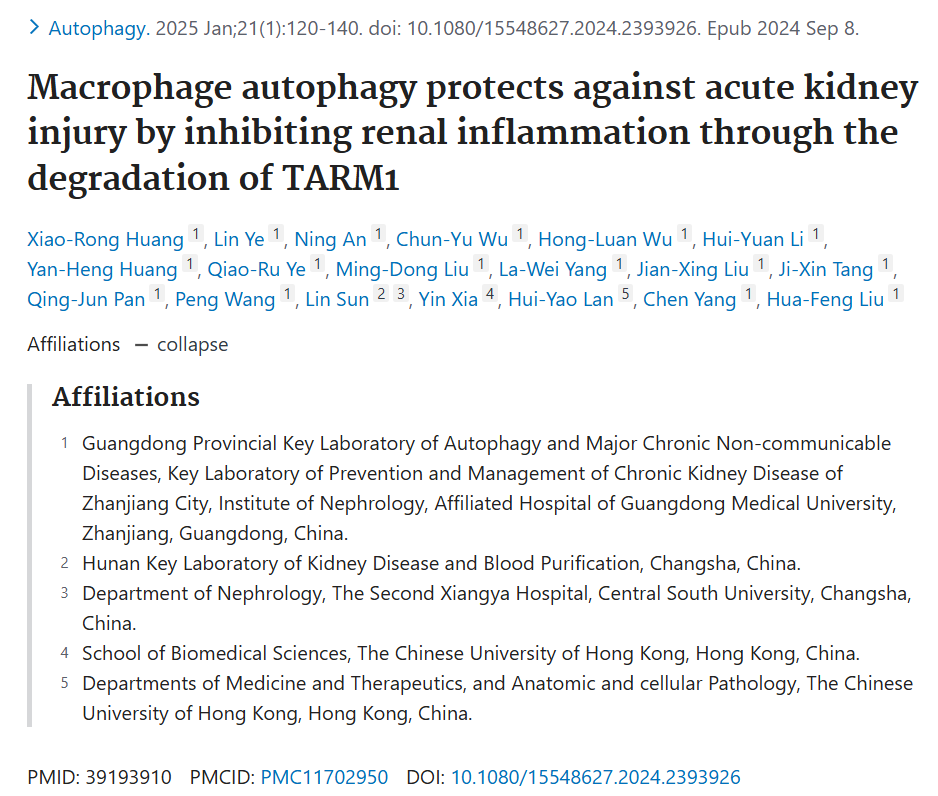 Autophagy. 2025 Jan;21(1):120-140. doi: 10.1080/15548627.2024.2393926. Epub 2024 Sep 8.
Macrophage autophagy protects against acute kidney
injury by inhibiting renal inflammation through the
degradation of TARM1
Xiao-Rong Huang 1, Lin Ye 1, Ning An 1, Chun-Yu Wu 1, Hong-Luan Wu 1, Hui-Yuan Li 1,
Yan-Heng Huang 1, Qiao-Ru Ye 1, Ming-Dong Liu 1, La-Wei Yang 1, Jian-Xing Liu 1, Ji-Xin Tang 1,
Qing-Jun Pan 1, Peng Wang 1, Lin Sun 2 3, Yin Xia 4, Hui-Yao Lan 5, Chen Yang 1, Hua-Feng Liu 1
Affiliations — collapse
Affiliations
1 Guangdong Provincial Key Laboratory of Autophagy and Major Chronic Non-communicable
Diseases, Key Laboratory of Prevention and Management of Chronic Kidney Disease of
Zhanjiang City, Institute of Nephrology, Affiliated Hospital of Guangdong Medical University,
Zhanjiang, Guangdong, China.
2 Hunan Key Laboratory of Kidney Disease and Blood Purification, Changsha, China.
3 Department of Nephrology, The Second Xiangya Hospital, Central South University, Changsha,
China.
4 School of Biomedical Sciences, The Chinese University of Hong Kong, Hong Kong, China.
5 Departments of Medicine and Therapeutics, and Anatomic and cellular Pathology, The Chinese
University of Hong Kong, Hong Kong, China.
PMID: 39193910 PMCID: PMC11702950 DOI: 10.1080/15548627.2024.2393926